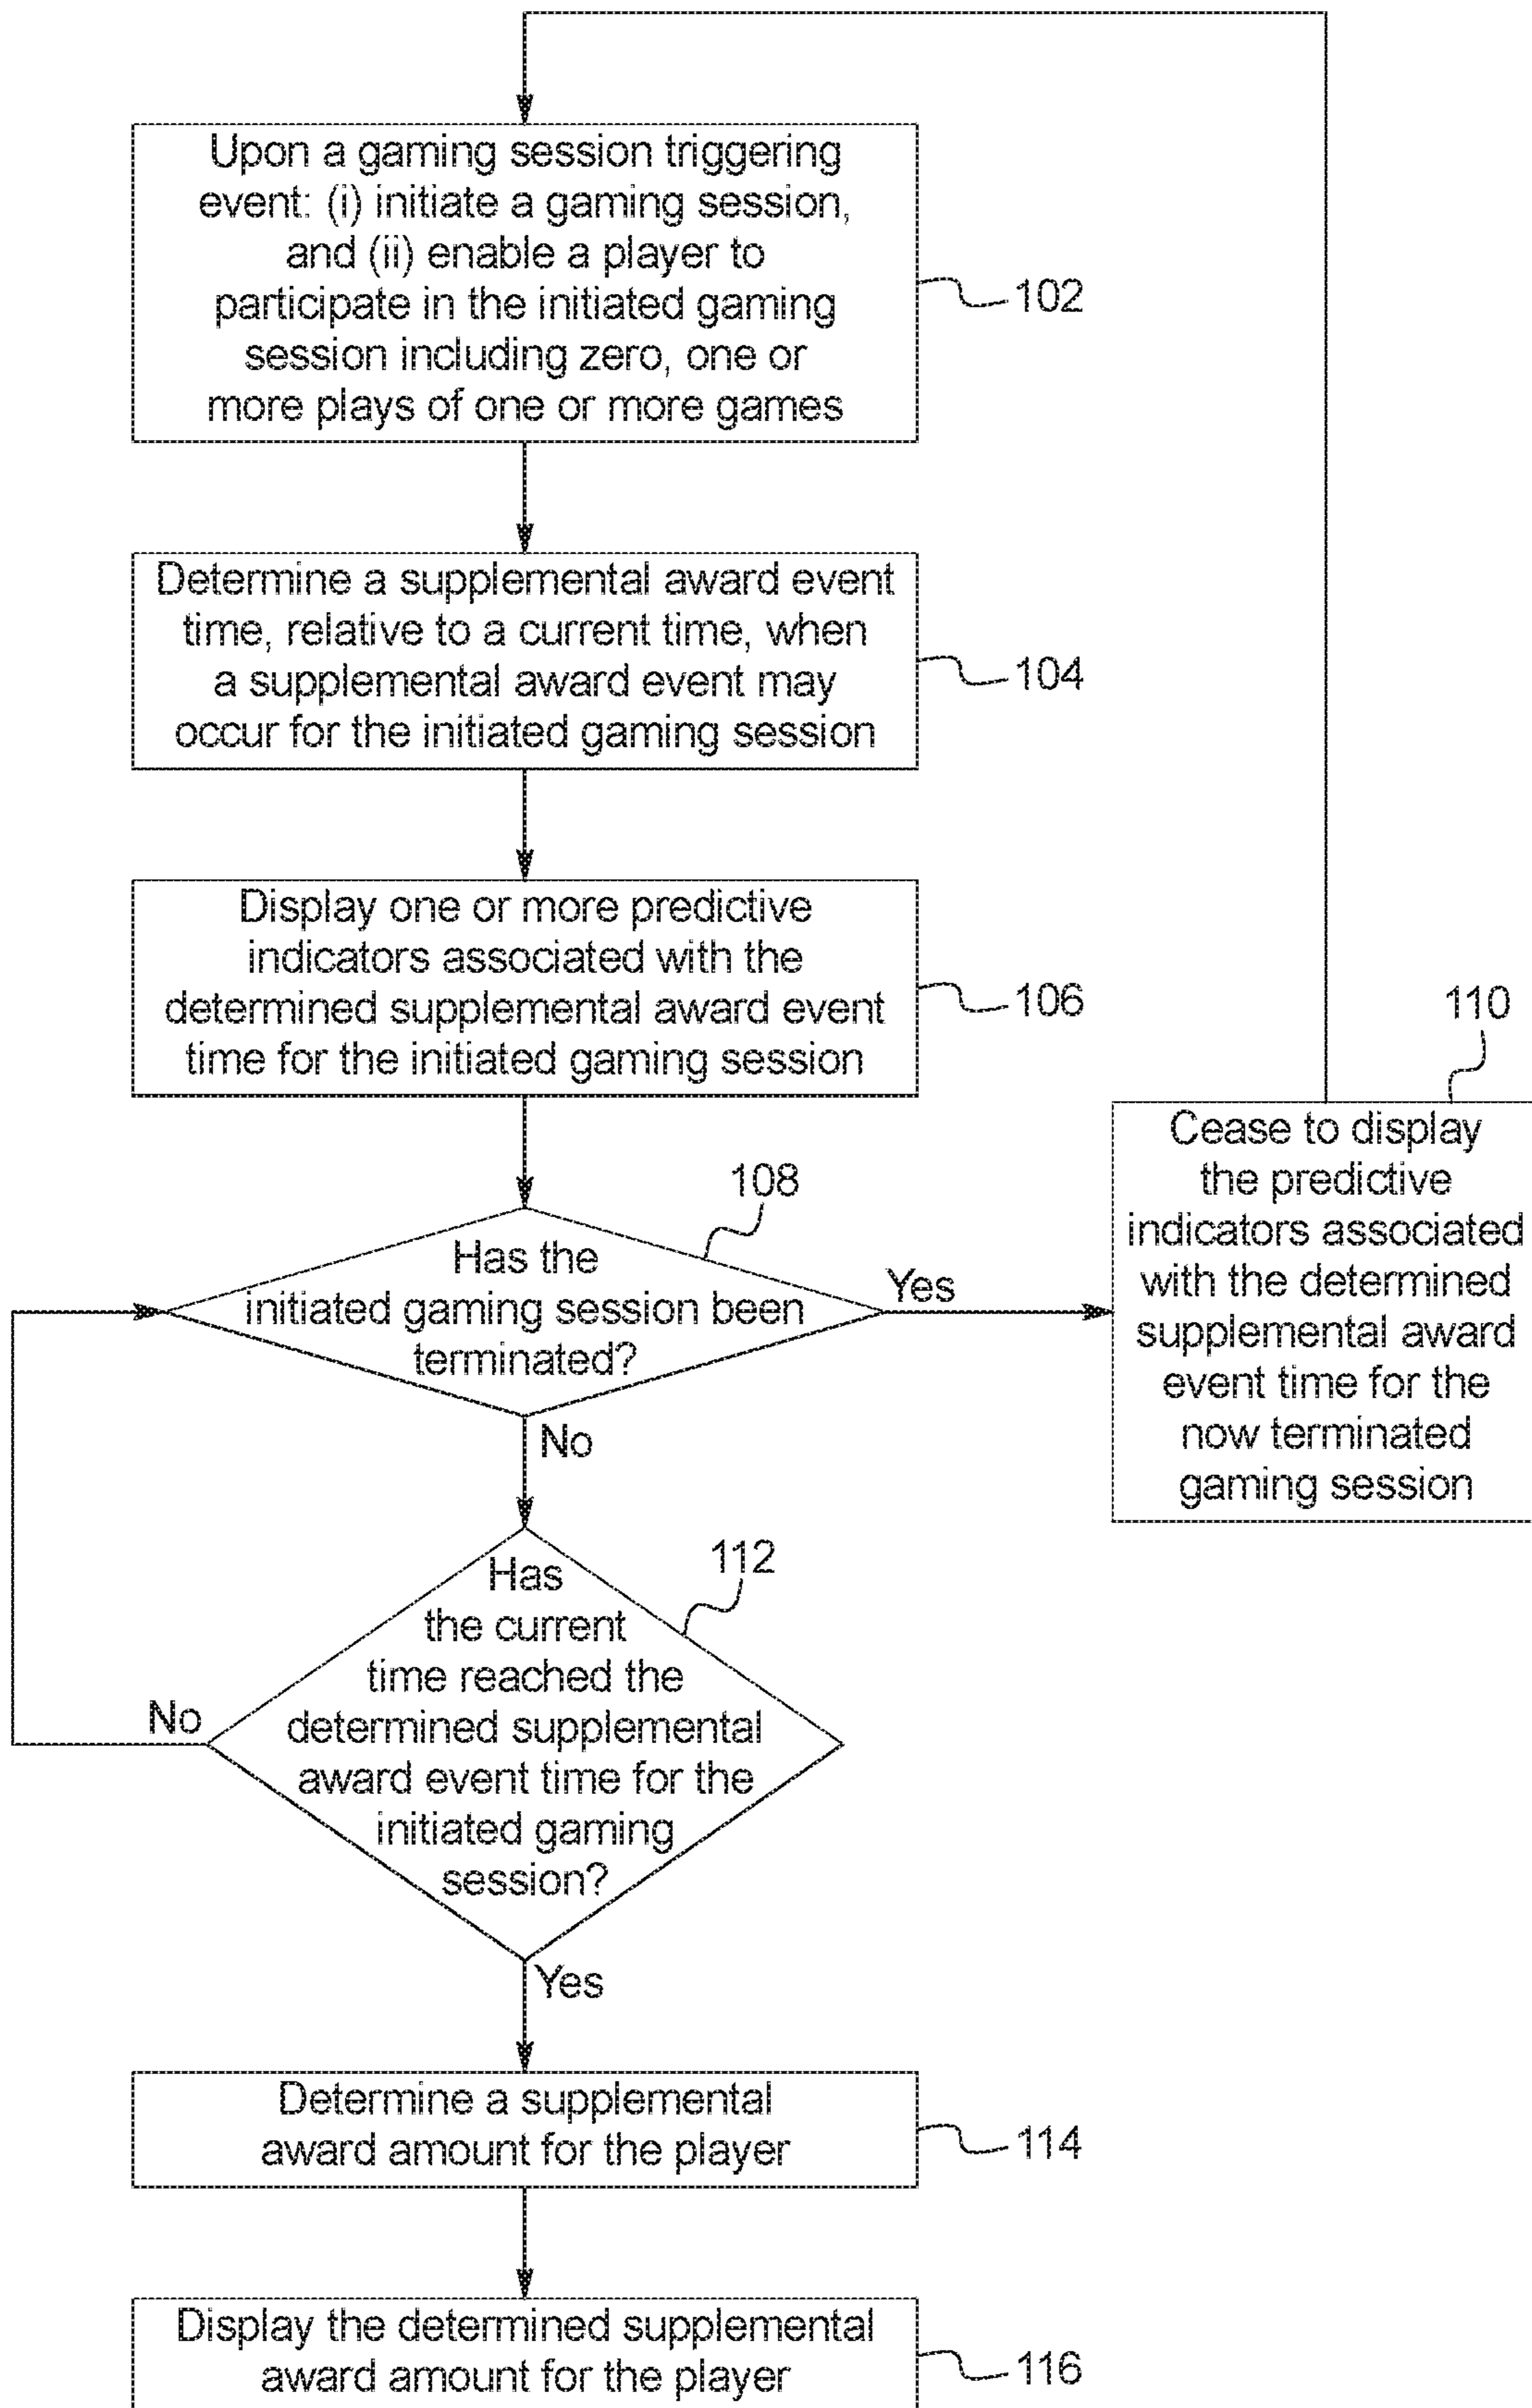 Upon a gaming session triggering
event: (i) initiate a gaming session,
and (ii) enable a player to
participate in the initiated gaming
session including zero, one or
more plays of one or more games
102
Determine a supplemental award event
time, relative to a current time, when
a supplemental award event may
occur for the initiated gaming session
104
Display one or more predictive
indicators associated with the
determined supplemental award event
time for the initiated gaming session
106
108
Has the
initiated gaming session been
terminated?
Yes
No
110
Cease to display
the predictive
indicators associated
with the determined
supplemental award
event time for the
now terminated
gaming session
112
Has
the current
time reached the
determined supplemental
award event time for the
initiated gaming
session?
No
Yes
Determine a supplemental
award amount for the player
114
Display the determined supplemental
award amount for the player
116